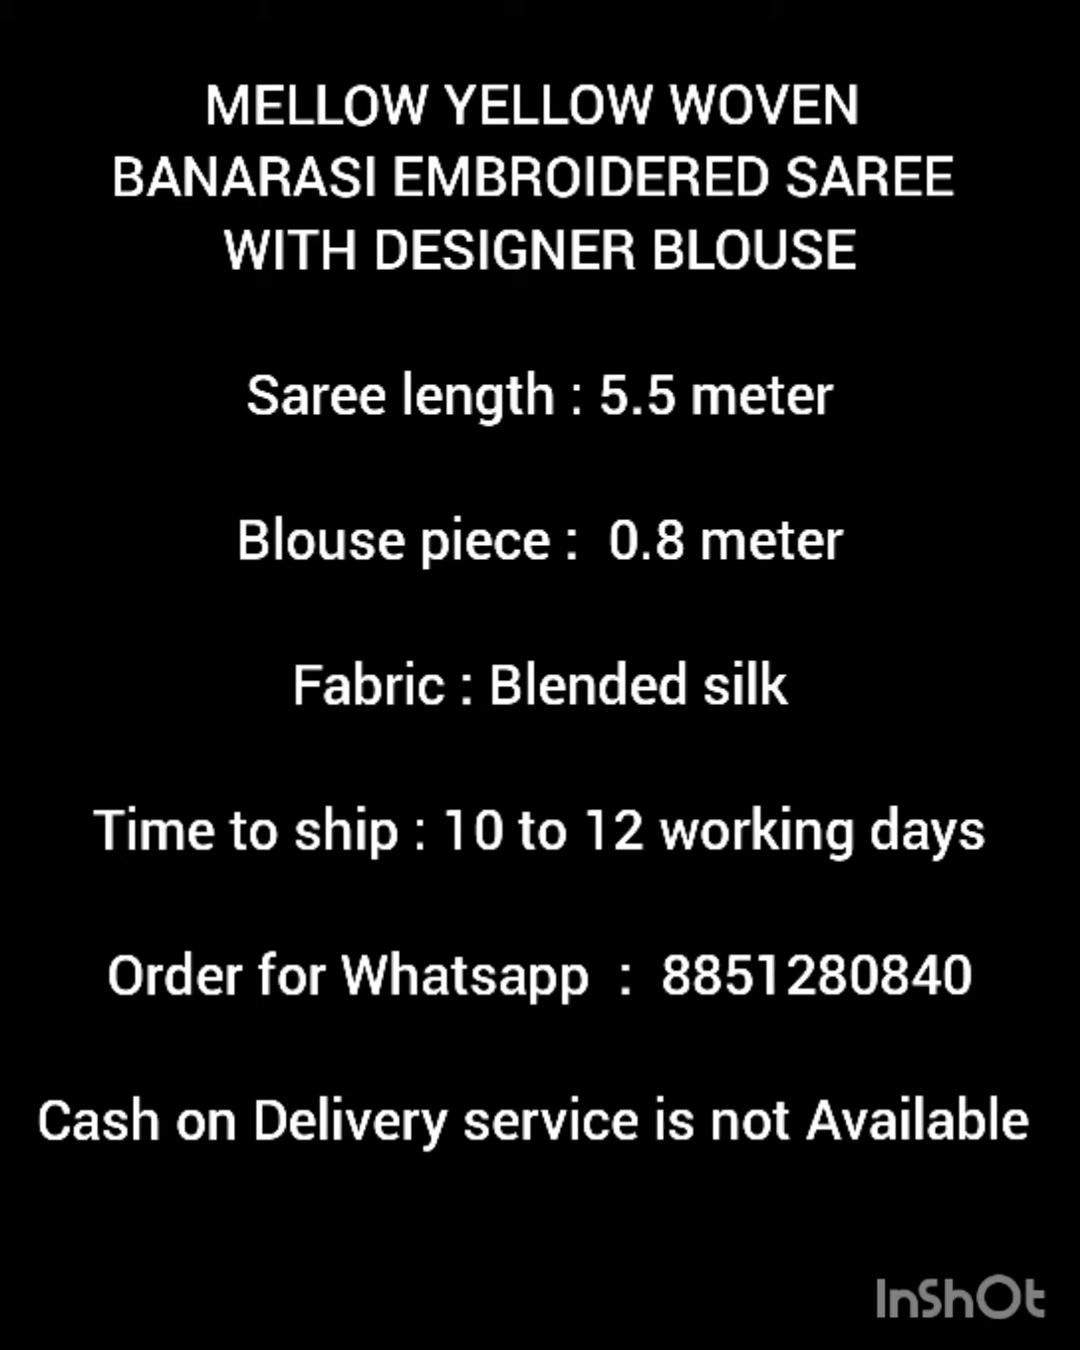 MELLOW YELLOW WOVEN
BANARASI EMBROIDERED SAREE
WITH DESIGNER BLOUSE
Saree length : 5.5 meter
Blouse piece :  0.8 meter
Fabric : Blended silk
Time to ship : 10 to 12 working days
Order for Whatsapp  :  8851280840
Cash on Delivery service is not Available
InShOt